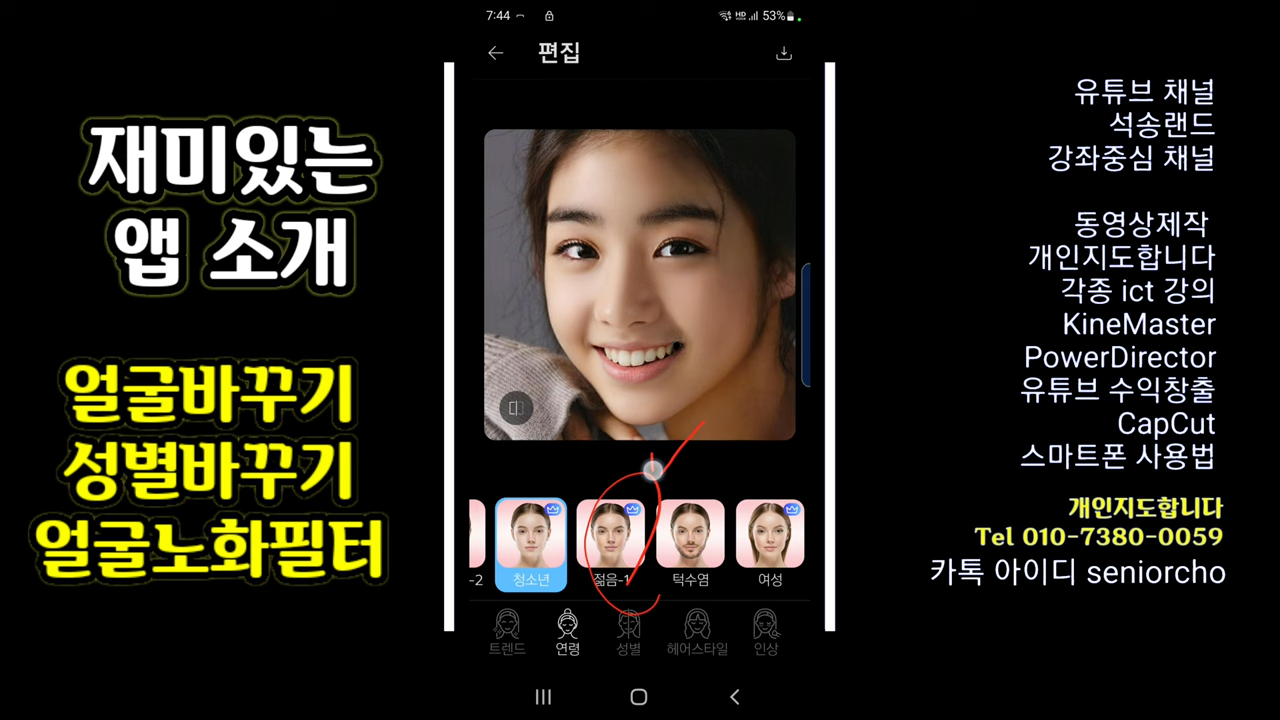 재미있는
앱 소개
얼굴바꾸기
성별바꾸기
얼굴노화필터
7:44
HD
53%
편집
-2
청소년
젊음-1
턱수염
여성
트렌드
연령
성별
헤어스타일
인상
유튜브 채널
석송랜드
강좌중심 채널
동영상제작
개인지도합니다
각종 ict 강의
KineMaster
PowerDirector
유튜브 수익창출
CapCut
스마트폰 사용법
개인지도합니다
Tel 010-7380-0059
카톡 아이디 seniorcho